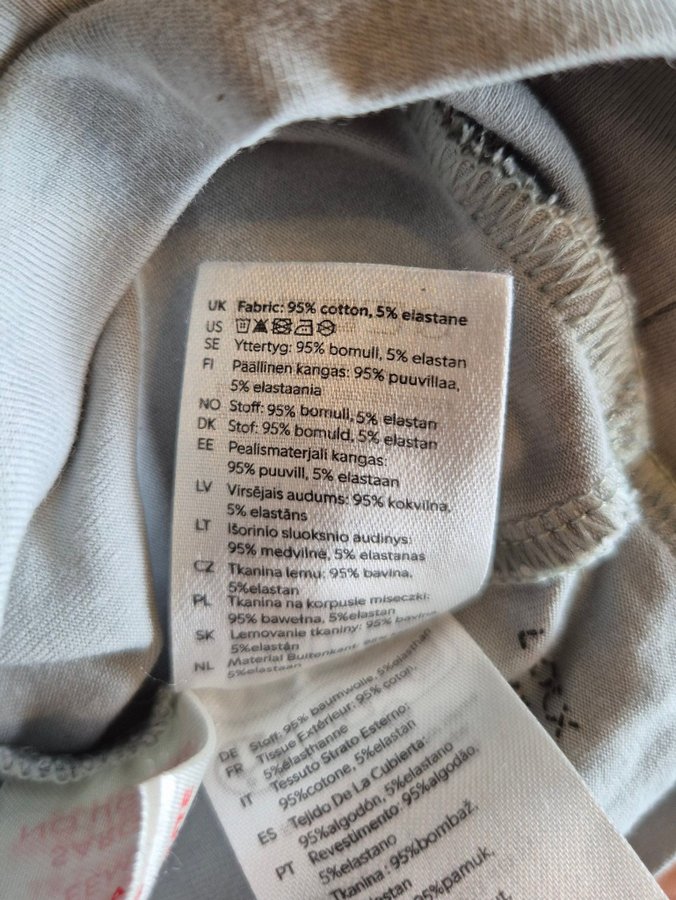 UK Fabric: 95% cotton, 5% elastane
US
SE Yttertyg: 95% bomull, 5% elastan
FI Päällinen kangas: 95% puuvillaa,
5% elastaania
NO Stoff: 95% bomull, 5% elastan
DK Stof: 95% bomuld, 5% elastan
EE Pealismaterjali kangas:
95% puuvill, 5% elastaan
LV Virsējais audums: 95% kokvilna,
5% elastāns
LT Išorinio sluoksnio audinys:
95% medvilnė, 5% elastanas
CZ Tkanina lemu: 95% bavlna,
5%elastan
PL Tkanina na korpusie miseczki:
95% bawełna, 5%elastan
SK Lemovanie tkaniny: 95% bavlna
5%elastán
NL Material Buitenkant:
5%elastaan
DE Stoff: 95% baumwolle, 5%elasthan
FR Tissue Extérieur: 95% coton,
5%élasthanne
IT Tessuto Strato Esterno:
95%cotone, 5%elastan
ES Tejido De La Cubierta:
95%algodón, 5%elastano
PT Revestimento: 95%algodão,
5%elastano
Tkanina: 95%bombaž,
95%pamuk,